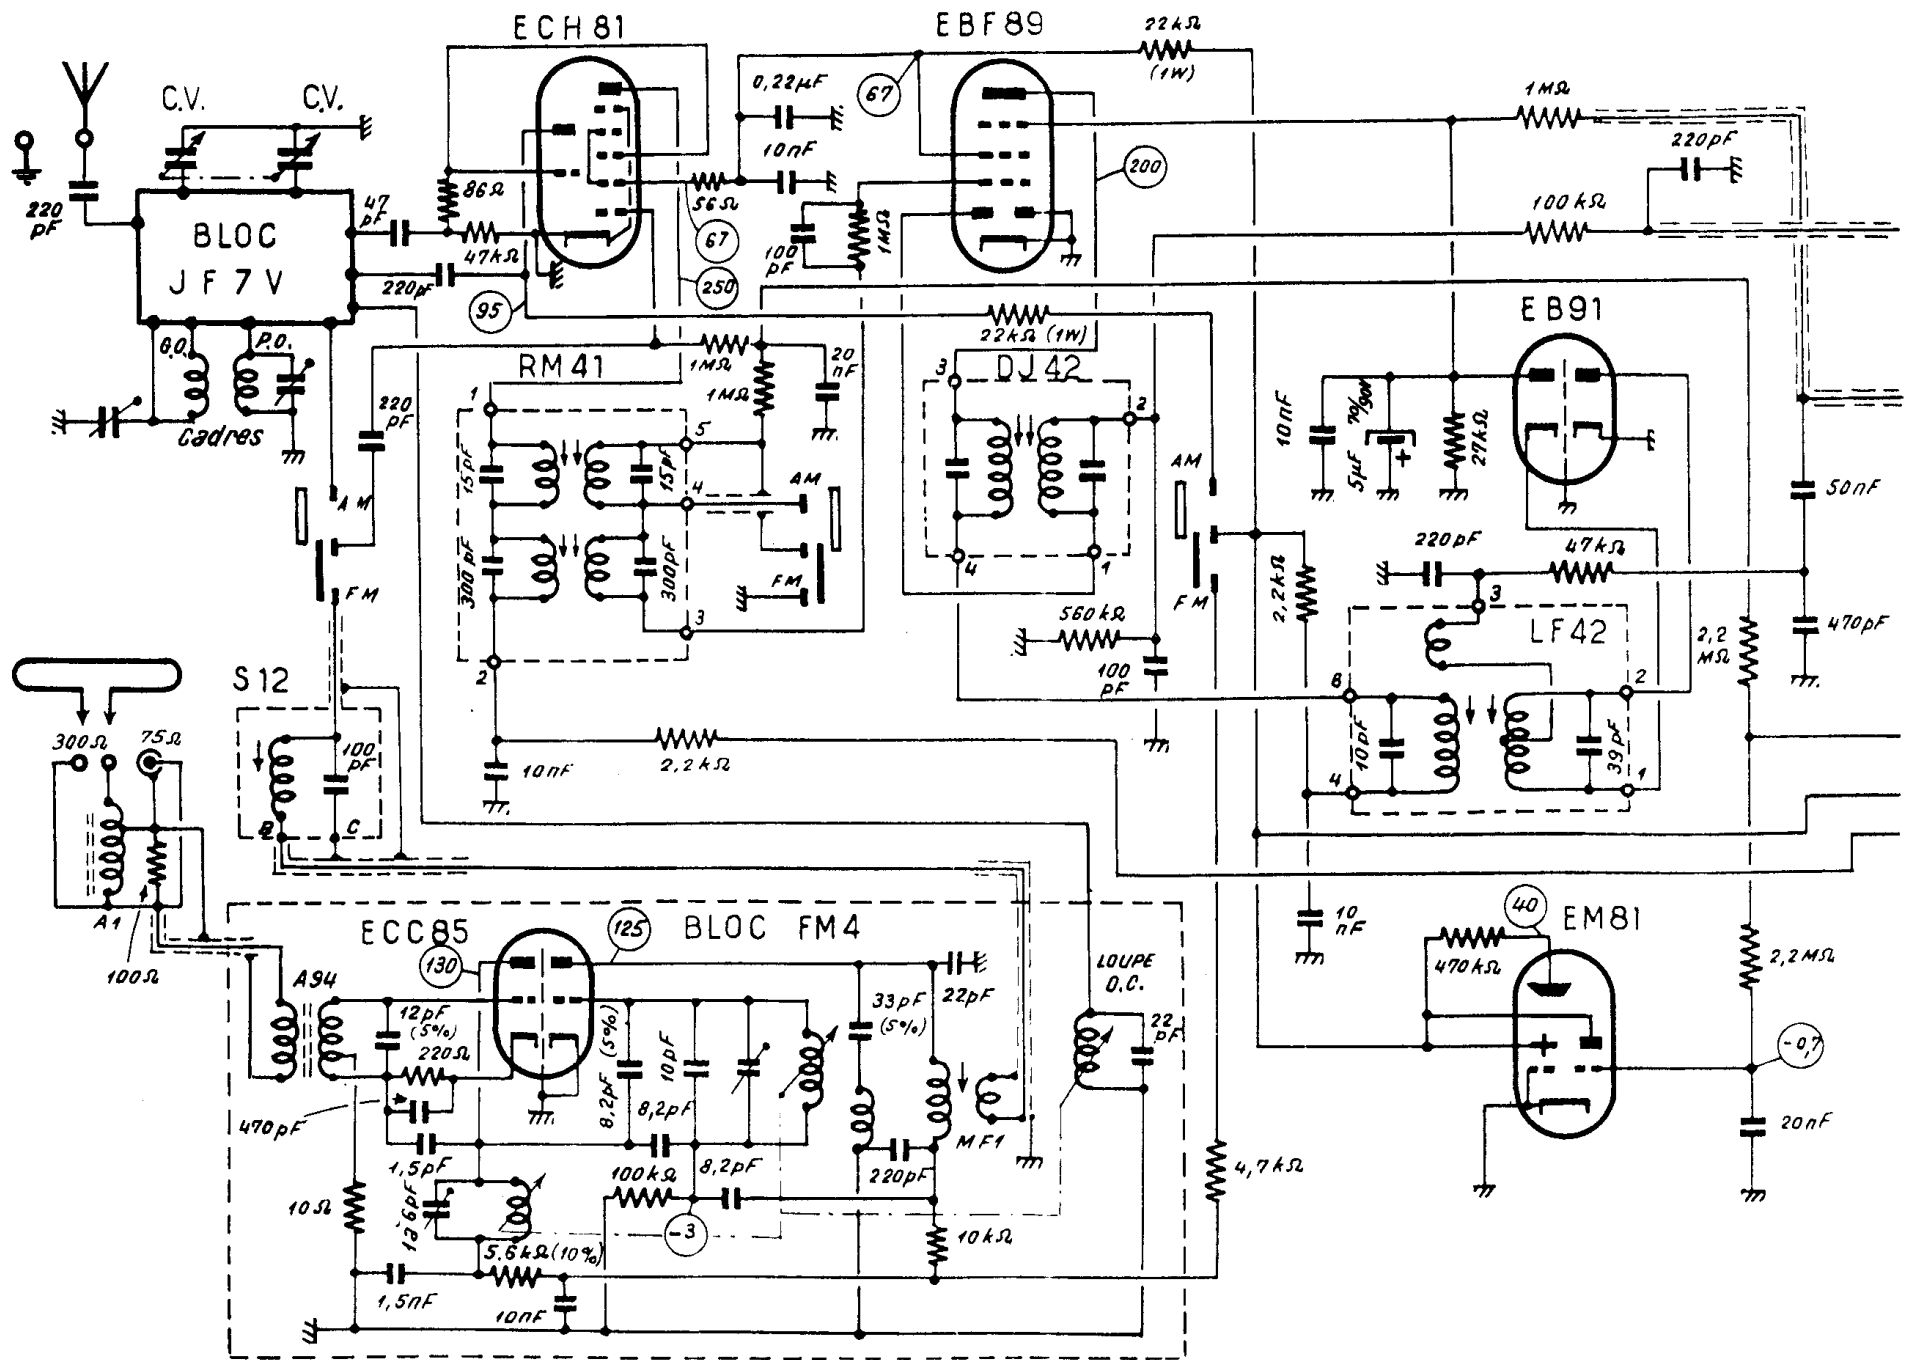 ECH81
EBF89
22kΩ
(1W)
C.V.
C.V.
0,22µF
67
1MΩ
10nF
220pF
200
220
pF
47
pF
86Ω
56Ω
BLOC
JF7V
47kΩ
67
100
pF
1MΩ
100kΩ
220pF
250
95
EB91
G.O.
P.O.
22kΩ (1W)
RM41
1MΩ
20
nF
DJ42
3
1
1MΩ
2
Cadres
220
pF
10nF
70/90V
5µF
+
27kΩ
5
15pF
15pF
AM
AM
4
AM
50nF
300pF
300pF
FM
FM
3
4
1
FM
2,2kΩ
220pF
47kΩ
3
560kΩ
LF42
2,2
MΩ
470pF
2
100
pF
6
2
S12
300Ω
75Ω
100
pF
10pF
39pF
10nF
2,2kΩ
4
1
B
C
A1
100Ω
ECC85
125
BLOC FM4
40
EM81
130
10
nF
470kΩ
2,2MΩ
A94
12pF
(5%)
LOUPE
O.C.
33pF
(5%)
22pF
220Ω
8,2pF (5%)
10pF
22
pF
-0,7
470pF
8,2pF
MF1
20nF
1,5pF
100kΩ
8,2pF
220pF
4,7kΩ
10Ω
1à6pF
-3
5.6kΩ(10%)
10kΩ
1,5nF
10nF